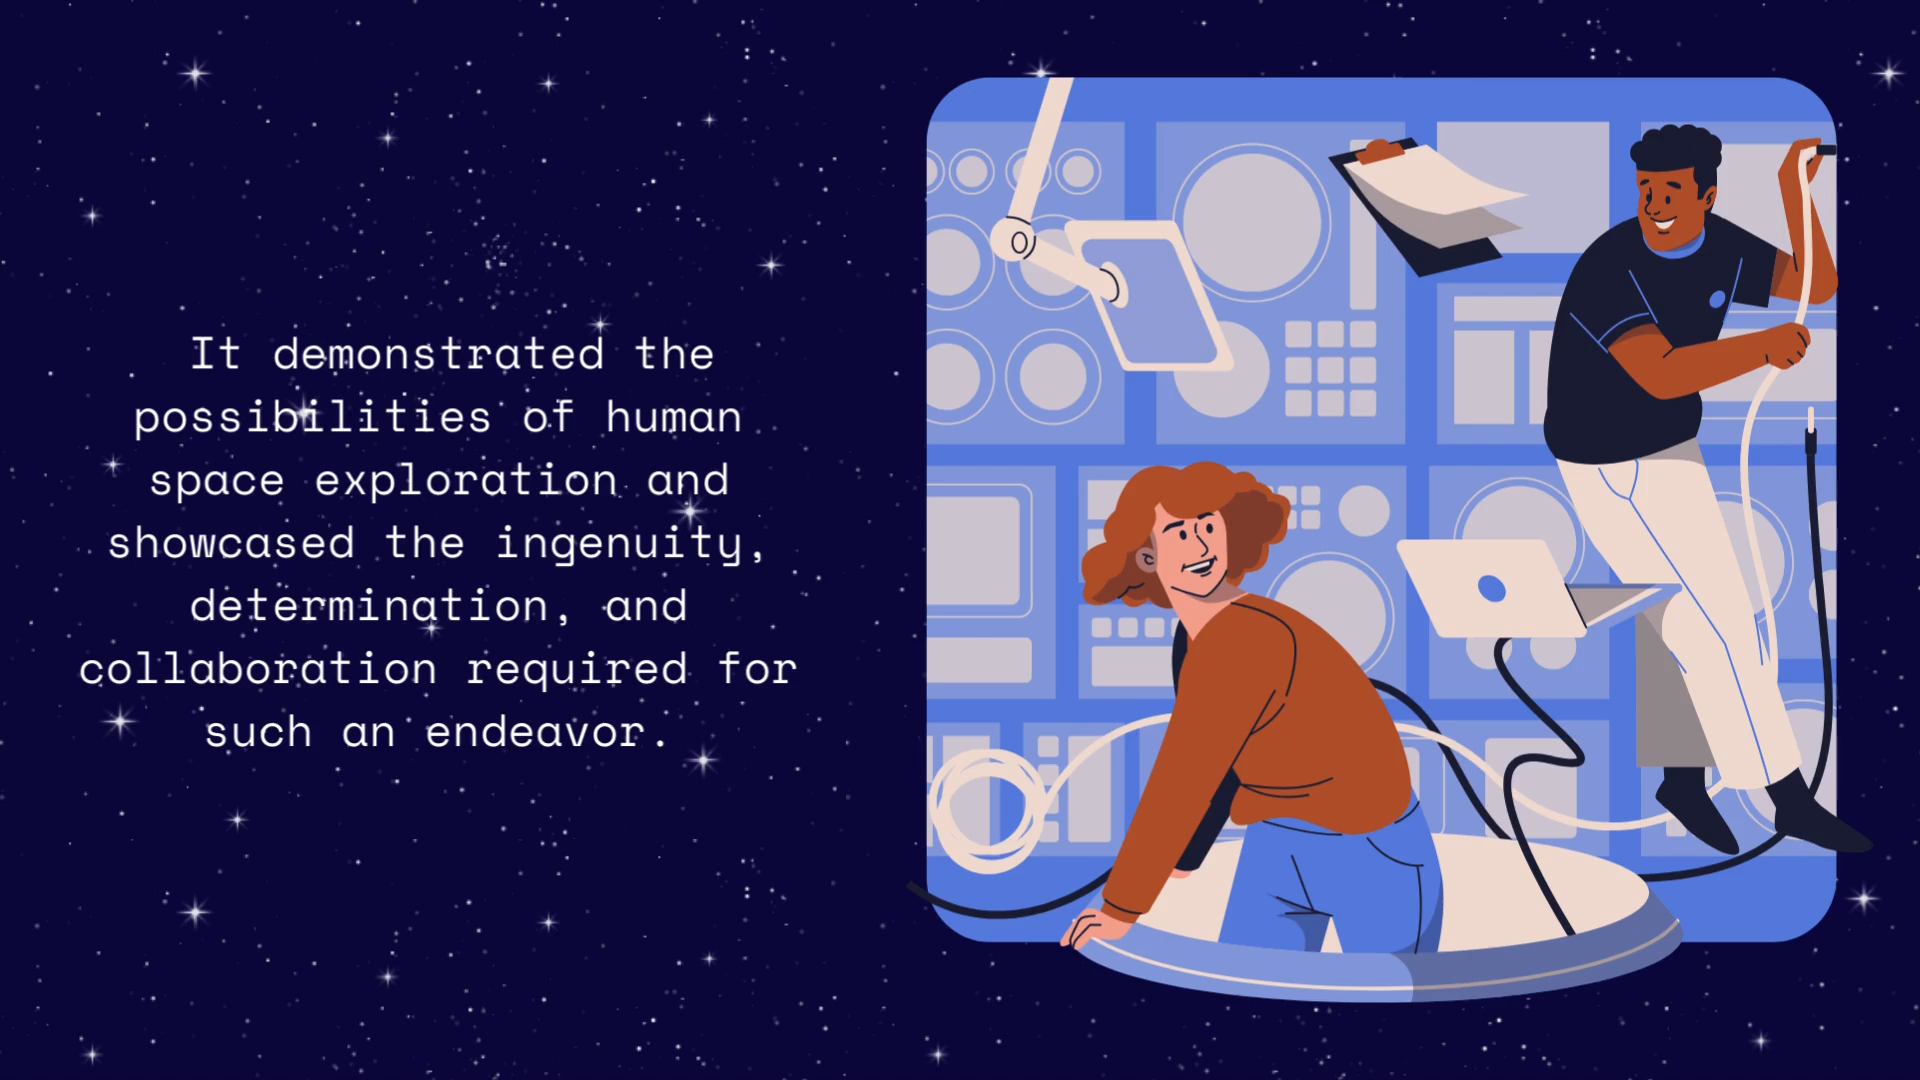 It demonstrated the
possibilities of human
space exploration and
showcased the ingenuity,
determination, and
collaboration required for
such an endeavor.